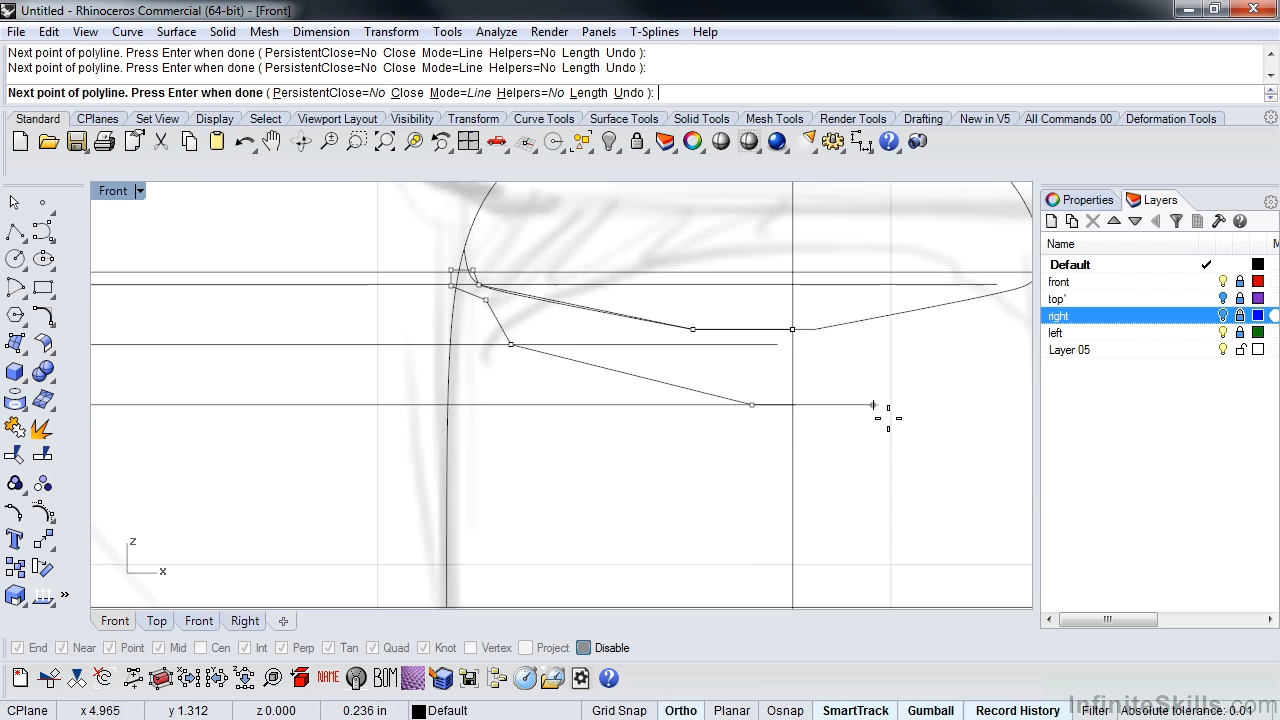 Untitled - Rhinoceros Commercial (64-bit) - [Front]
File Edit View Curve Surface Solid Mesh Dimension Transform Tools Analyze Render Panels T-Splines Help
Next point of polyline. Press Enter when done ( PersistentClose=No Close Mode=Line Helpers=No Length Undo ):
Next point of polyline. Press Enter when done ( PersistentClose=No Close Mode=Line Helpers=No Length Undo ):
Next point of polyline. Press Enter when done ( PersistentClose=No Close Mode=Line Helpers=No Length Undo ):
Standard CPlanes Set View Display Select Viewport Layout Visibility Transform Curve Tools Surface Tools Solid Tools Mesh Tools Render Tools Drafting New in V5 All Commands 00 Deformation Tools
Front
Properties Layers
Name M
Default
front
top'
right
left
Layer 05
z
x
Front Top Front Right
End Near Point Mid Cen Int Perp Tan Quad Knot Vertex Project Disable
NAME BOM
CPlane x 4.965 y 1.312 z 0.000 0.236 in Default Grid Snap Ortho Planar Osnap SmartTrack Gumball Record History Filter Absolute tolerance: 0.01
InfiniteSkills.com